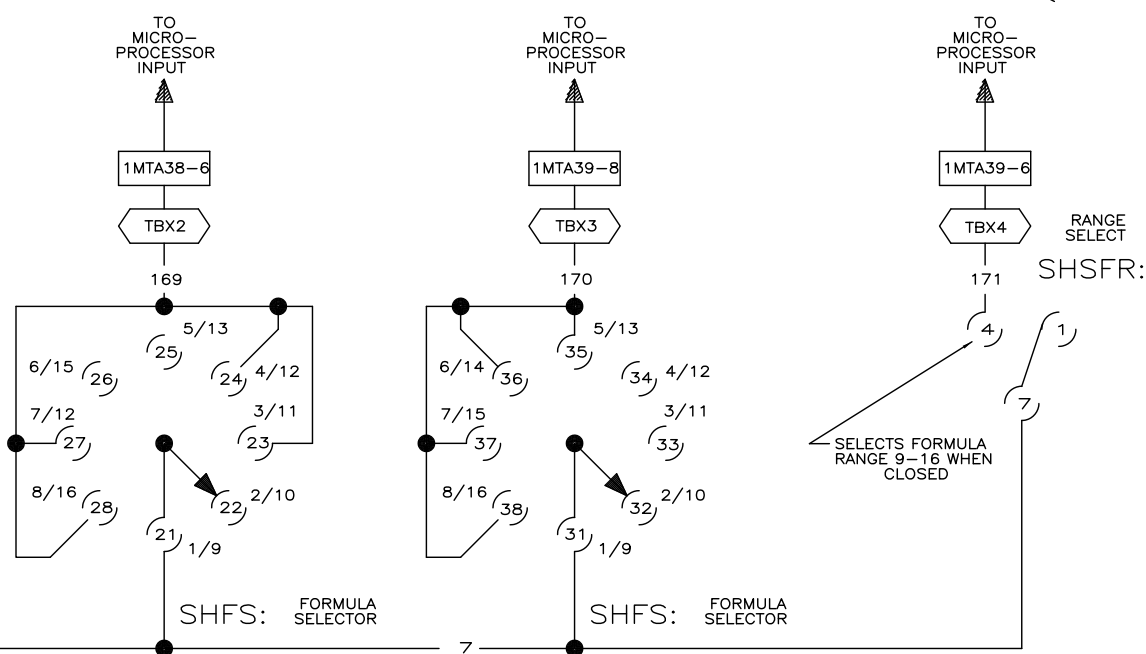 TO
MICRO-
PROCESSOR
INPUT
1MTA38-6
TBX2
169
5/13
25
6/15
26
24
4/12
7/12
3/11
27
23
8/16
28
22
2/10
21
1/9
SHFS:
FORMULA
SELECTOR
TO
MICRO-
PROCESSOR
INPUT
1MTA39-8
TBX3
170
5/13
35
6/14
36
34
4/12
7/15
3/11
37
33
8/16
38
32
2/10
31
1/9
SHFS:
FORMULA
SELECTOR
7
TO
MICRO-
PROCESSOR
INPUT
1MTA39-6
TBX4
RANGE
SELECT
171
SHSFR:
4
1
7
SELECTS FORMULA
RANGE 9-16 WHEN
CLOSED